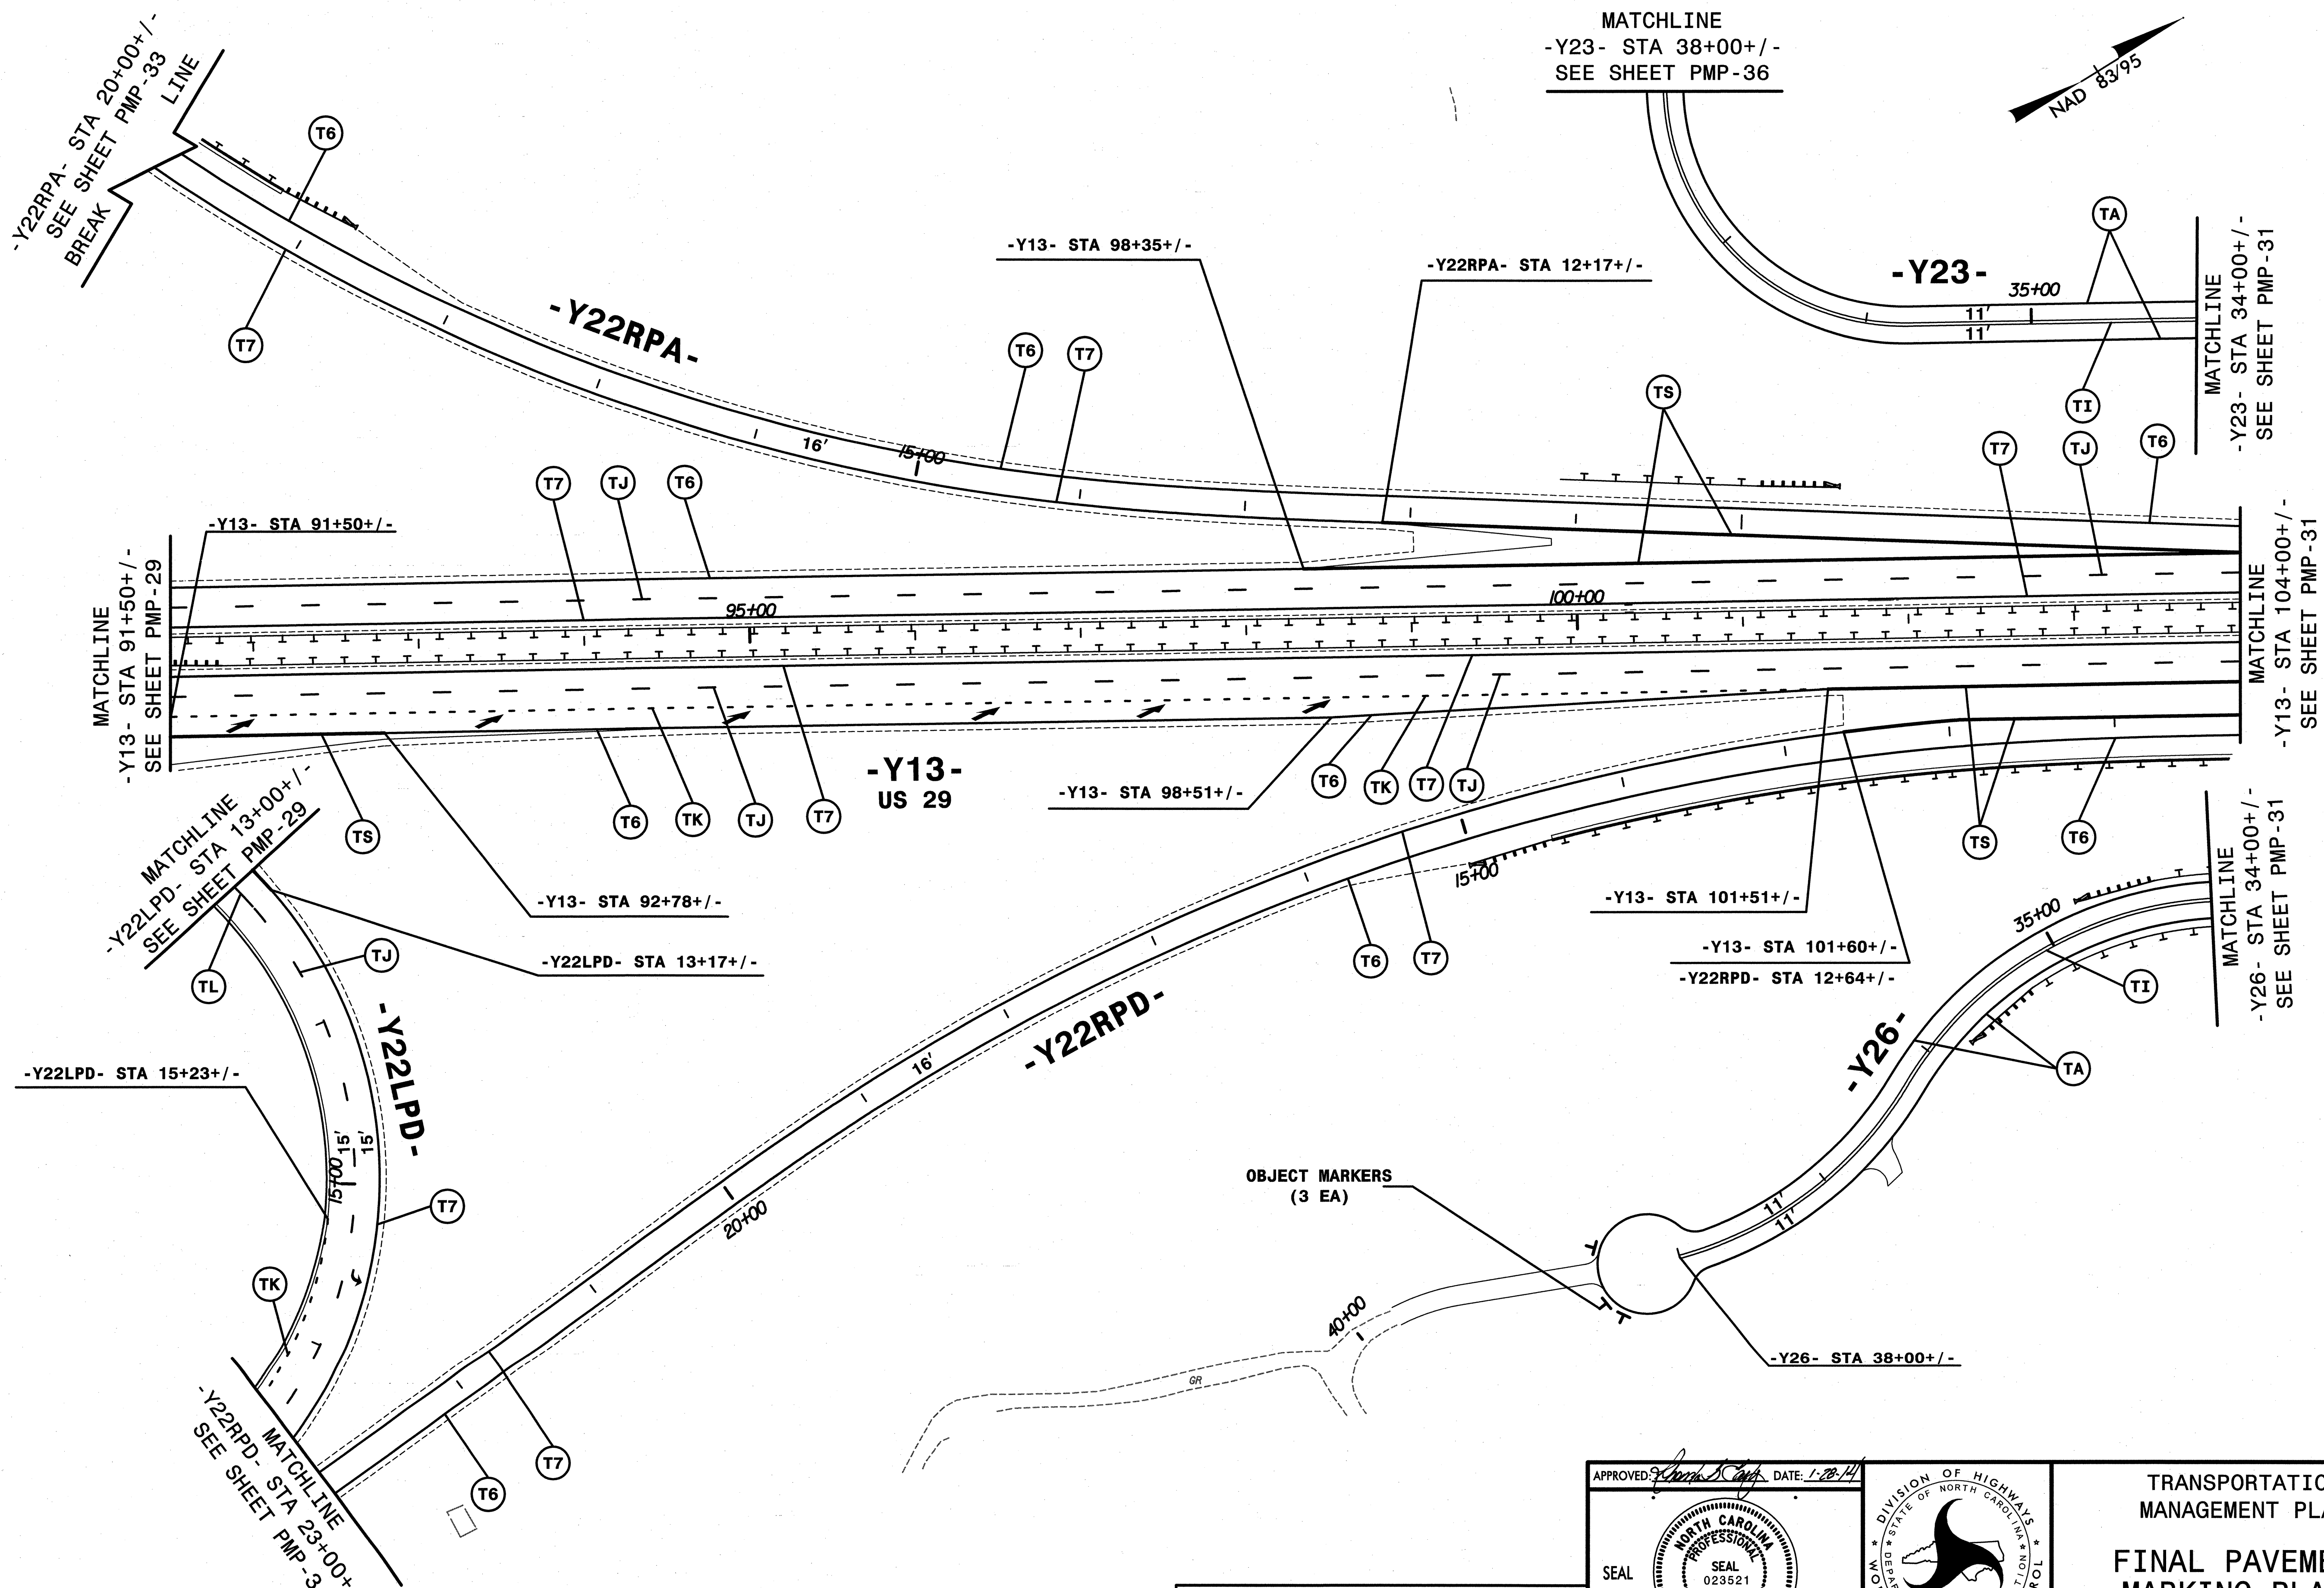 -Y22RPA- STA 20+00+/-
SEE SHEET PMP-33
BREAK LINE
T6
T7
-Y22RPA-
MATCHLINE
-Y23- STA 38+00+/-
SEE SHEET PMP-36
NAD 83/95
-Y13- STA 98+35+/-
-Y22RPA- STA 12+17+/-
-Y23-
35+00
11'
11'
TA
TI
MATCHLINE
-Y23- STA 34+00+/-
SEE SHEET PMP-31
T6
T7
TS
16'
15+00
T7
TJ
T6
T7
TJ
T6
-Y13- STA 91+50+/-
MATCHLINE
-Y13- STA 91+50+/-
SEE SHEET PMP-29
95+00
100+00
MATCHLINE
-Y13- STA 104+00+/-
SEE SHEET PMP-31
-Y13-
US 29
-Y13- STA 98+51+/-
TS
T6
TK
TJ
T7
T6
TK
T7
TJ
TS
T6
MATCHLINE
-Y22LPD- STA 13+00+/-
SEE SHEET PMP-29
-Y13- STA 92+78+/-
-Y22LPD- STA 13+17+/-
TJ
TL
-Y22LPD-
-Y22LPD- STA 15+23+/-
15'
15'
15+00
T7
TK
15+00
T6
T7
-Y22RPD-
16'
20+00
-Y13- STA 101+51+/-
-Y13- STA 101+60+/-
-Y22RPD- STA 12+64+/-
35+00
TI
TA
-Y26-
MATCHLINE
-Y26- STA 34+00+/-
SEE SHEET PMP-31
11'
11'
OBJECT MARKERS
(3 EA)
40+00
GR
-Y26- STA 38+00+/-
T7
T6
MATCHLINE
-Y22RPD- STA 23+00+
SEE SHEET PMP-3
APPROVED: DATE: 1-28-14
SEAL
NORTH CAROLINA
PROFESSIONAL
SEAL
023521
DIVISION OF HIGHWAYS
STATE OF NORTH CAROLINA
TRANSPORTATIO
MANAGEMENT PLA
FINAL PAVEME